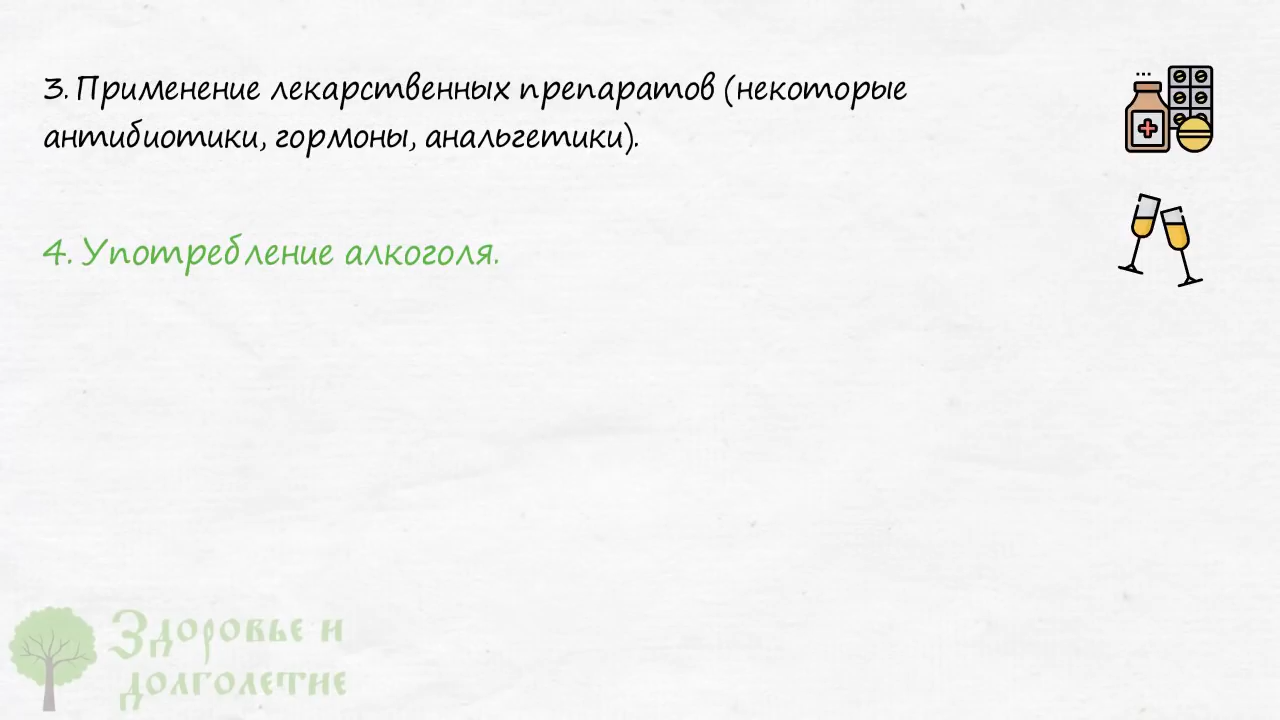 3. Применение лекарственных препаратов (некоторые
антибиотики, гормоны, анальгетики).
4. Употребление алкоголя.
Здоровье и
долголетие